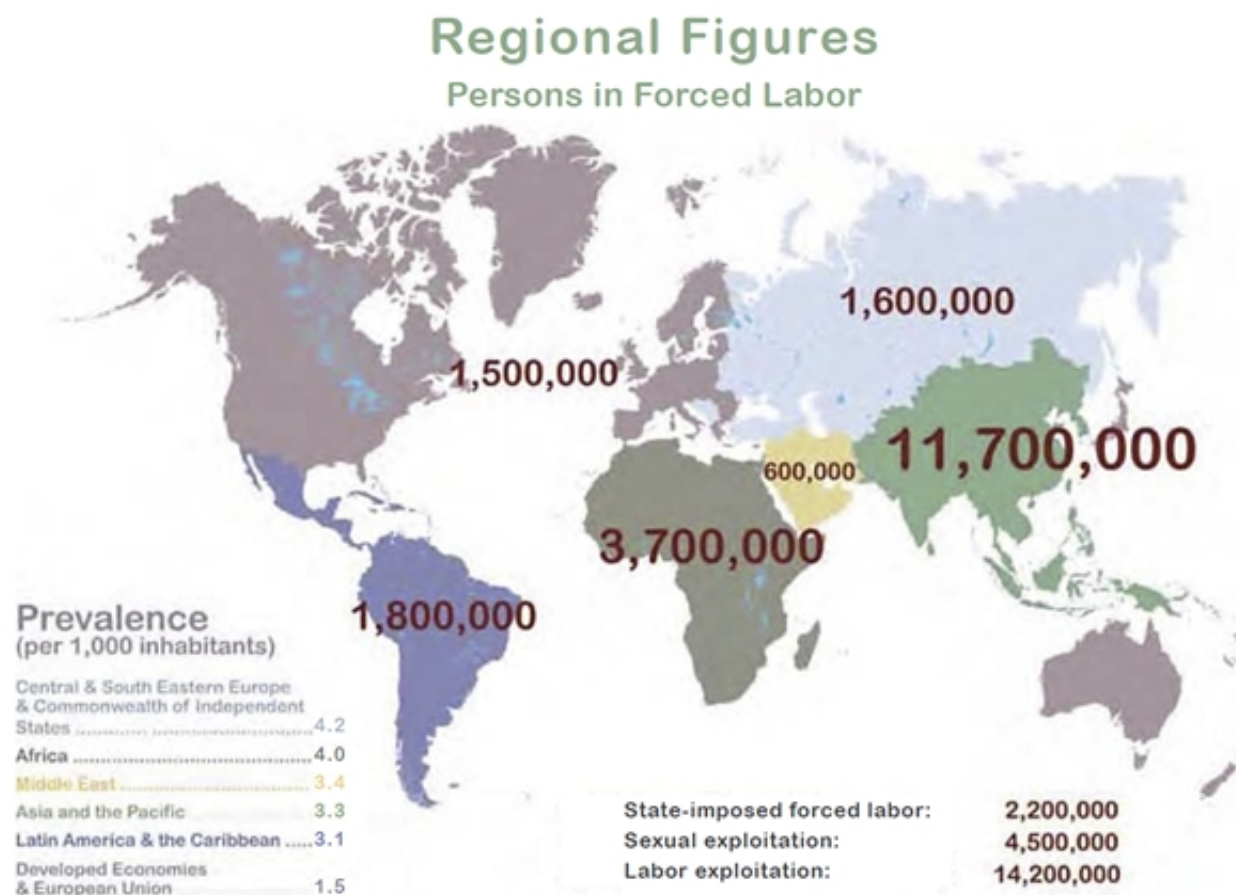 Regional Figures
Persons in Forced Labor
1,600,000
1,500,000
11,700,000
600,000
3,700,000
1,800,000
Prevalence
(per 1,000 inhabitants)
Central & South Eastern Europe
& Commonwealth of Independent
States ............. ................................4.2
Africa ................................................4.0
Middle East ......................................3.4
Asia and the Pacific ........................3.3
Latin America & the Caribbean .....3.1
Developed Economies
& European Union 1.5
State-imposed forced labor: 2,200,000
Sexual exploitation: 4,500,000
Labor exploitation: 14,200,000